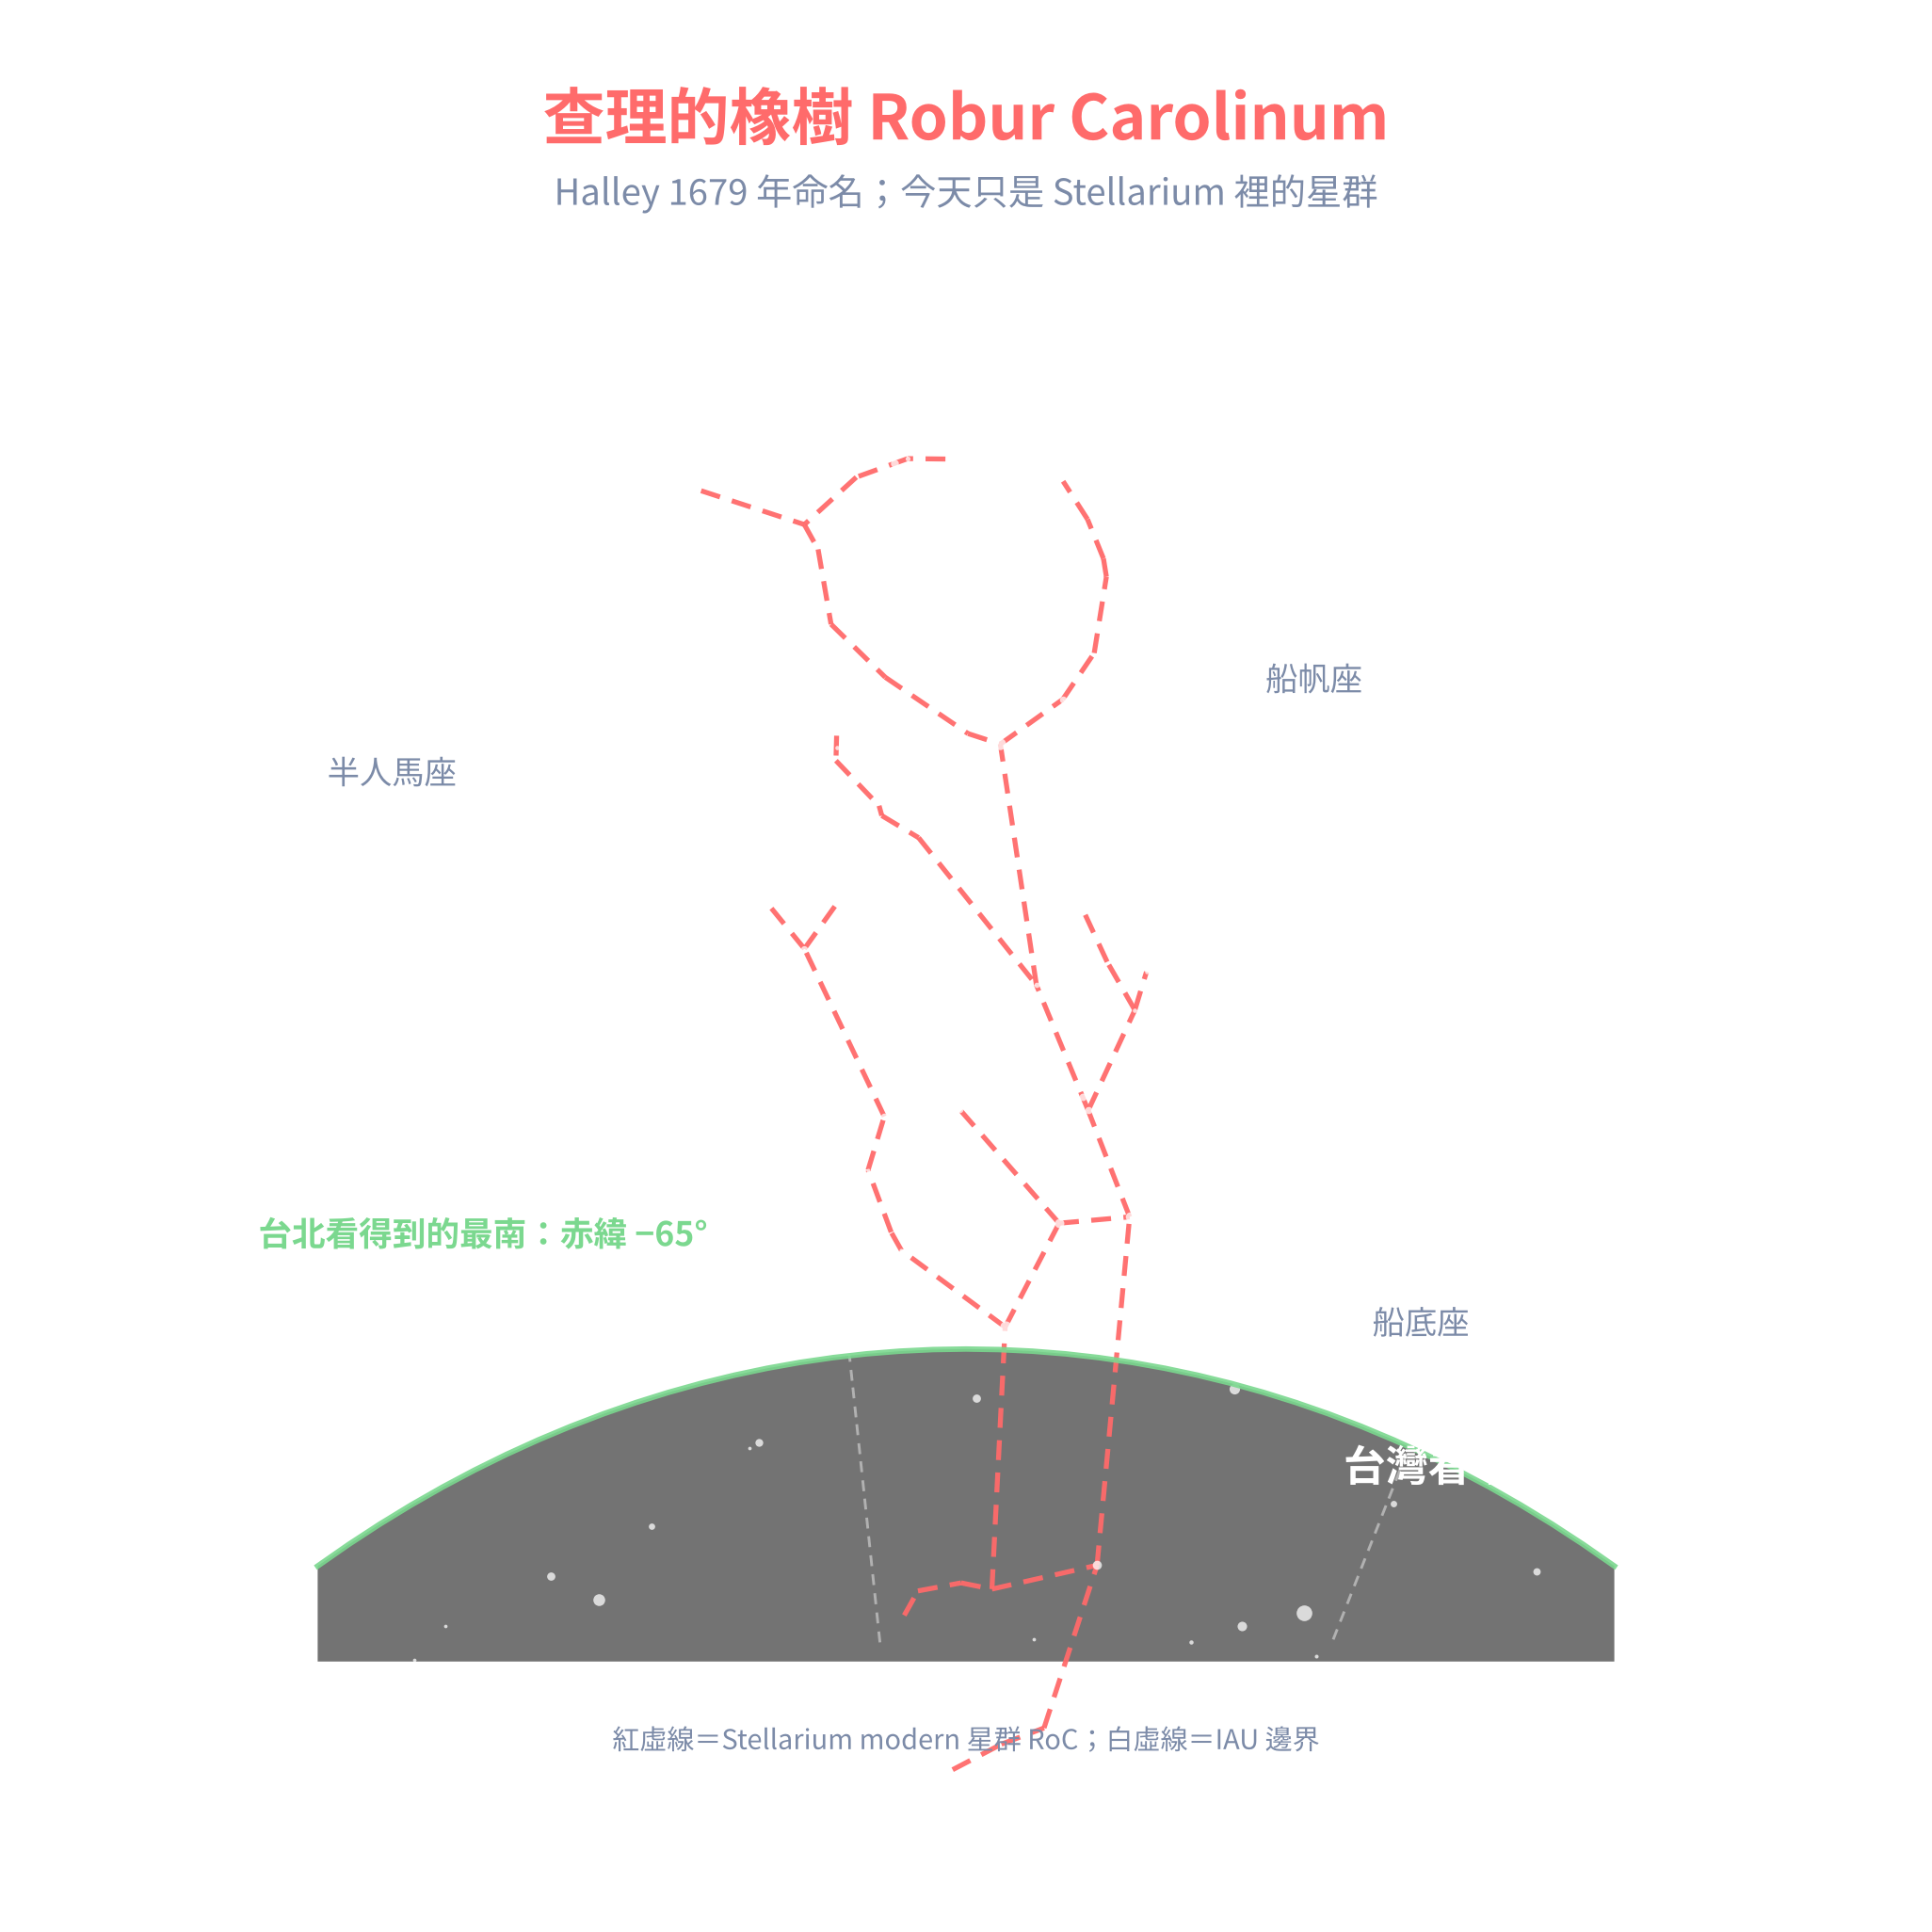 查理的橡樹 Robur Carolinum
Halley 1679 年命名；今天只是 Stellarium 裡的星群
船帆座
半人馬座
台北看得到的最南：赤緯 −65°
船底座
台灣看
紅虛線＝Stellarium modern 星群 RoC；白虛線＝IAU 邊界